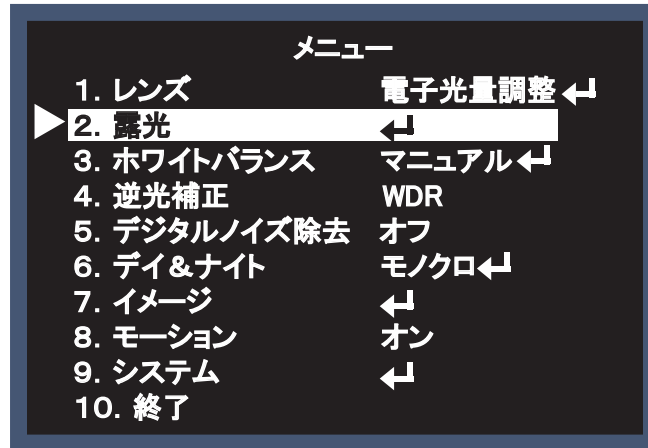 メニュー
1. レンズ 電子光量調整↵
2. 露光 ↵
3. ホワイトバランス マニュアル↵
4. 逆光補正 WDR
5. デジタルノイズ除去 オフ
6. デイ&ナイト モノクロ↵
7. イメージ ↵
8. モーション オン
9. システム ↵
10. 終了